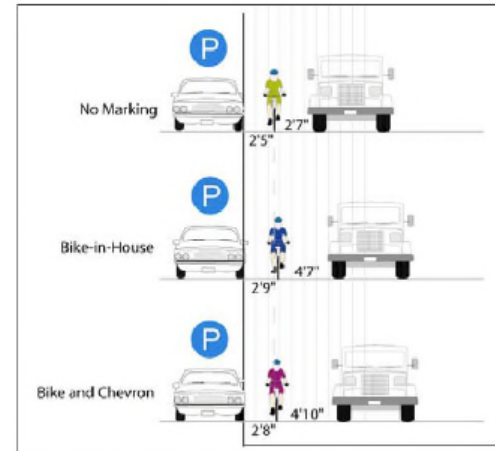 P
No Marking
2'7"
2'5"
P
Bike-in-House
4'7"
2'9"
P
Bike and Chevron
4'10"
2'8"